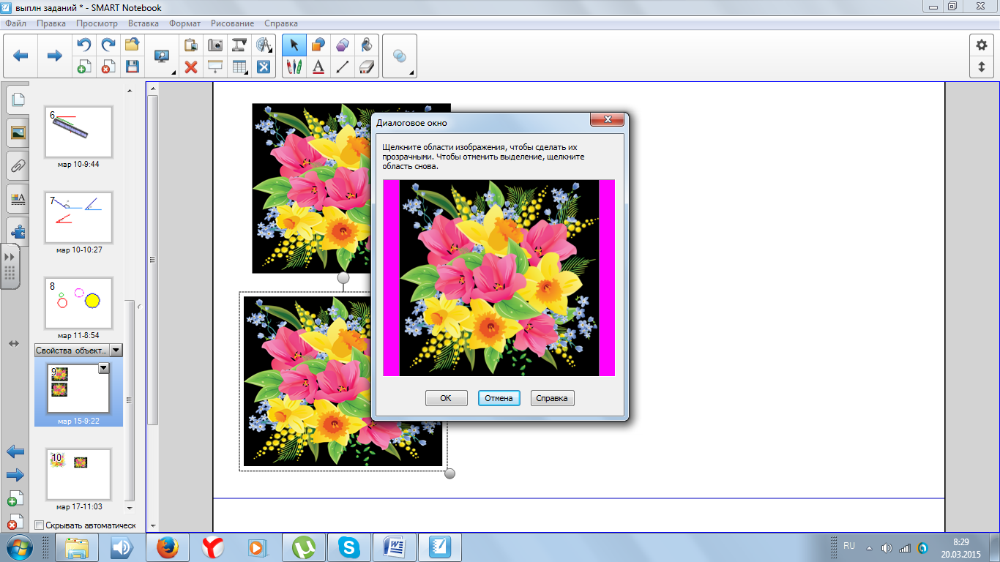 выплн заданий * - SMART Notebook
Файл Правка Просмотр Вставка Формат Рисование Справка
6
мар 10-9:44
7
мар 10-10:27
8
мар 11-8:54
Свойства объект...
9
мар 15-9:22
10
мар 17-11:03
Скрывать автоматическ
Диалоговое окно
Щелкните области изображения, чтобы сделать их
прозрачными. Чтобы отменить выделение, щелкните
область снова.
ОК Отмена Справка
RU
8:29
20.03.2015